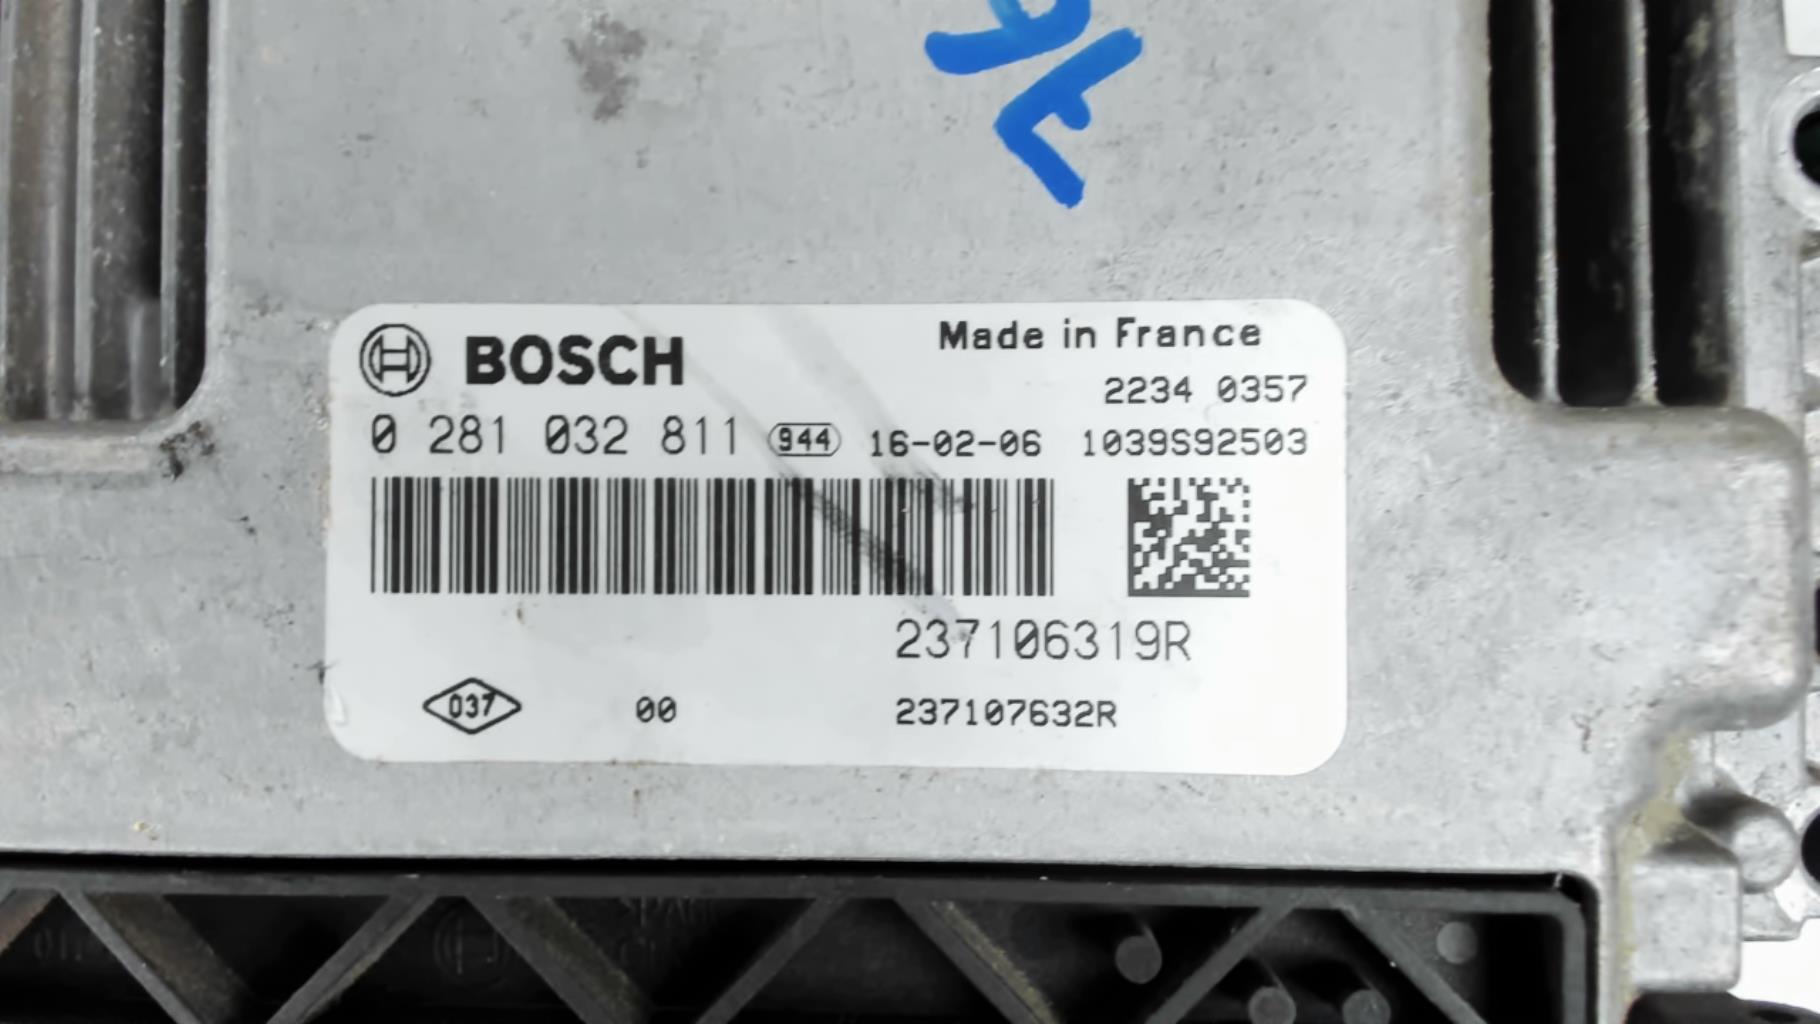 BOSCH
Made in France
2234 0357
0 281 032 811 944 16-02-06 1039S92503
237106319R
037 00 237107632R